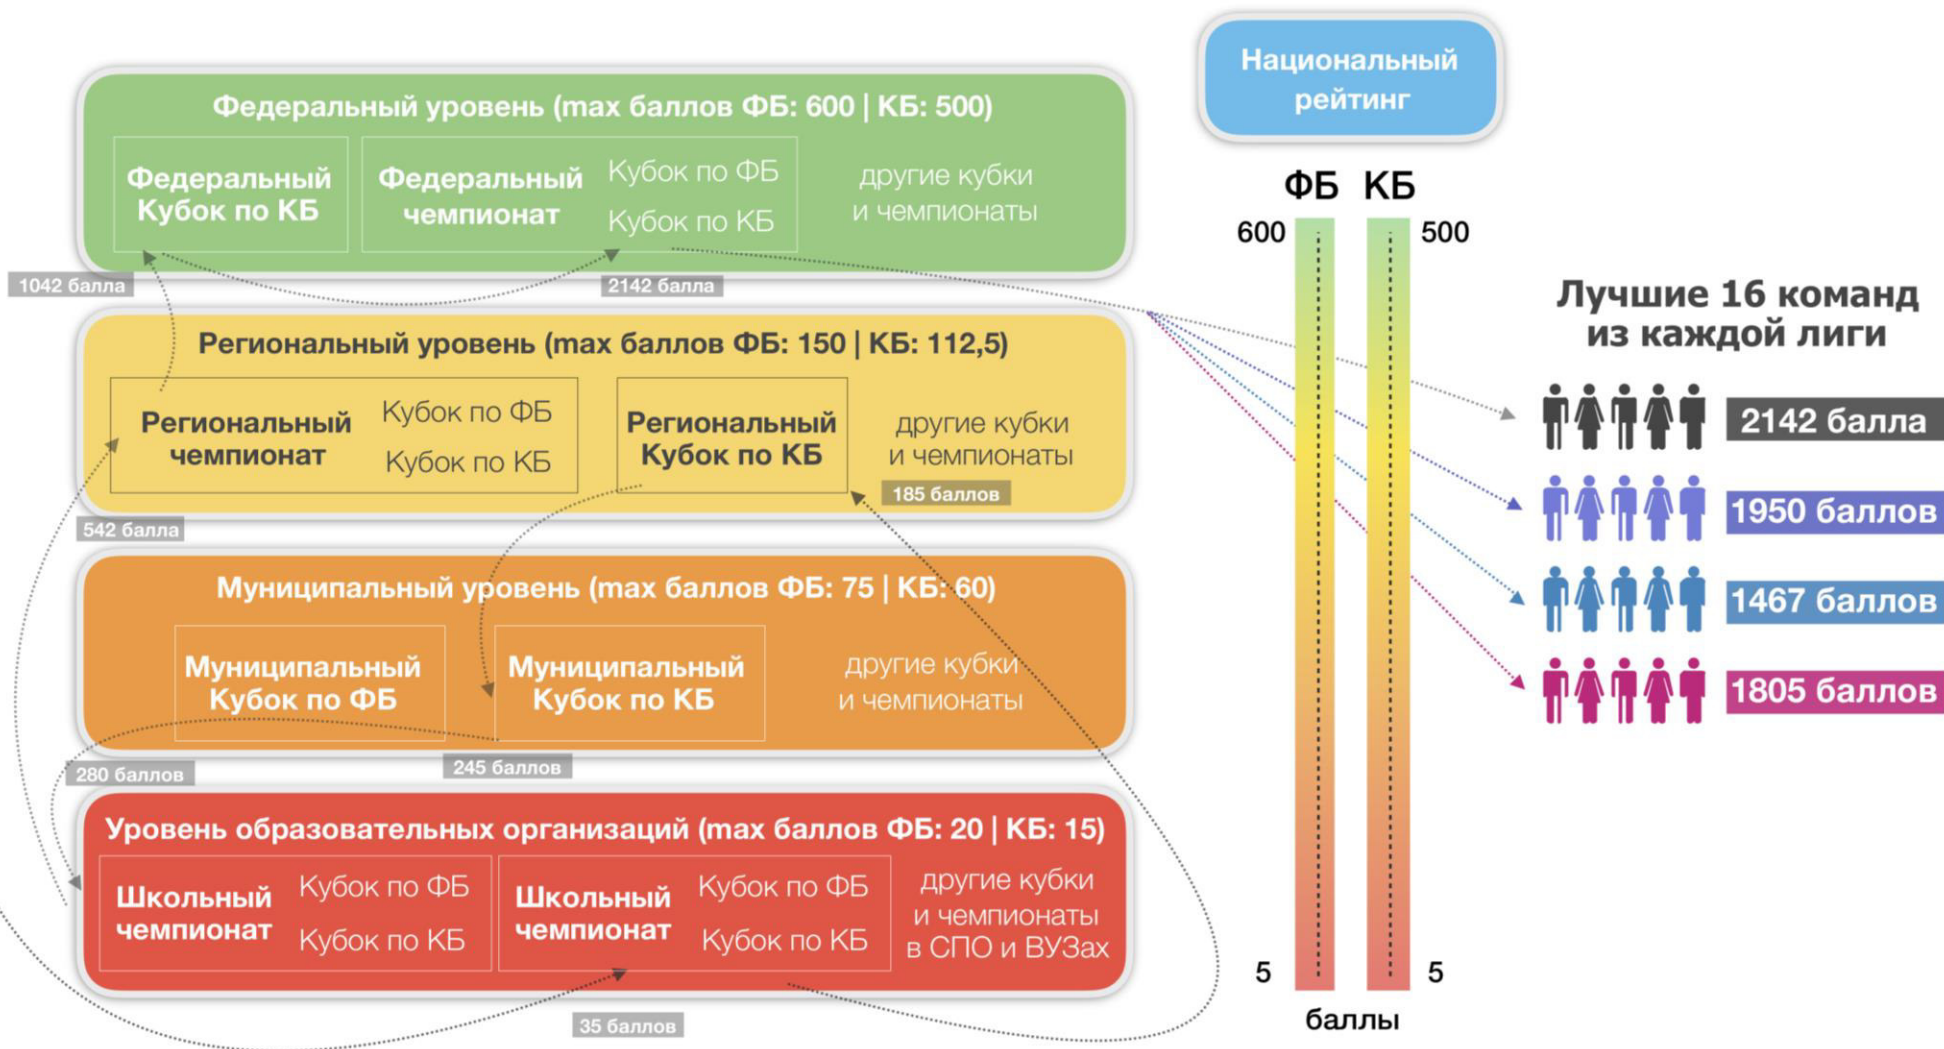 Национальный
рейтинг
Федеральный уровень (max баллов ФБ: 600 | КБ: 500)
Федеральный
Кубок по КБ
Федеральный
чемпионат
Кубок по ФБ
Кубок по КБ
другие кубки
и чемпионаты
1042 балла
2142 балла
Региональный уровень (max баллов ФБ: 150 | КБ: 112,5)
Региональный
чемпионат
Кубок по ФБ
Кубок по КБ
Региональный
Кубок по КБ
другие кубки
и чемпионаты
185 баллов
542 балла
Муниципальный уровень (max баллов ФБ: 75 | КБ: 60)
Муниципальный
Кубок по ФБ
Муниципальный
Кубок по КБ
другие кубки
и чемпионаты
280 баллов
245 баллов
Уровень образовательных организаций (max баллов ФБ: 20 | КБ: 15)
Школьный
чемпионат
Кубок по ФБ
Кубок по КБ
Школьный
чемпионат
Кубок по ФБ
Кубок по КБ
другие кубки
и чемпионаты
в СПО и ВУЗах
35 баллов
ФБ КБ
600 500
5 5
баллы
Лучшие 16 команд
из каждой лиги
2142 балла
1950 баллов
1467 баллов
1805 баллов